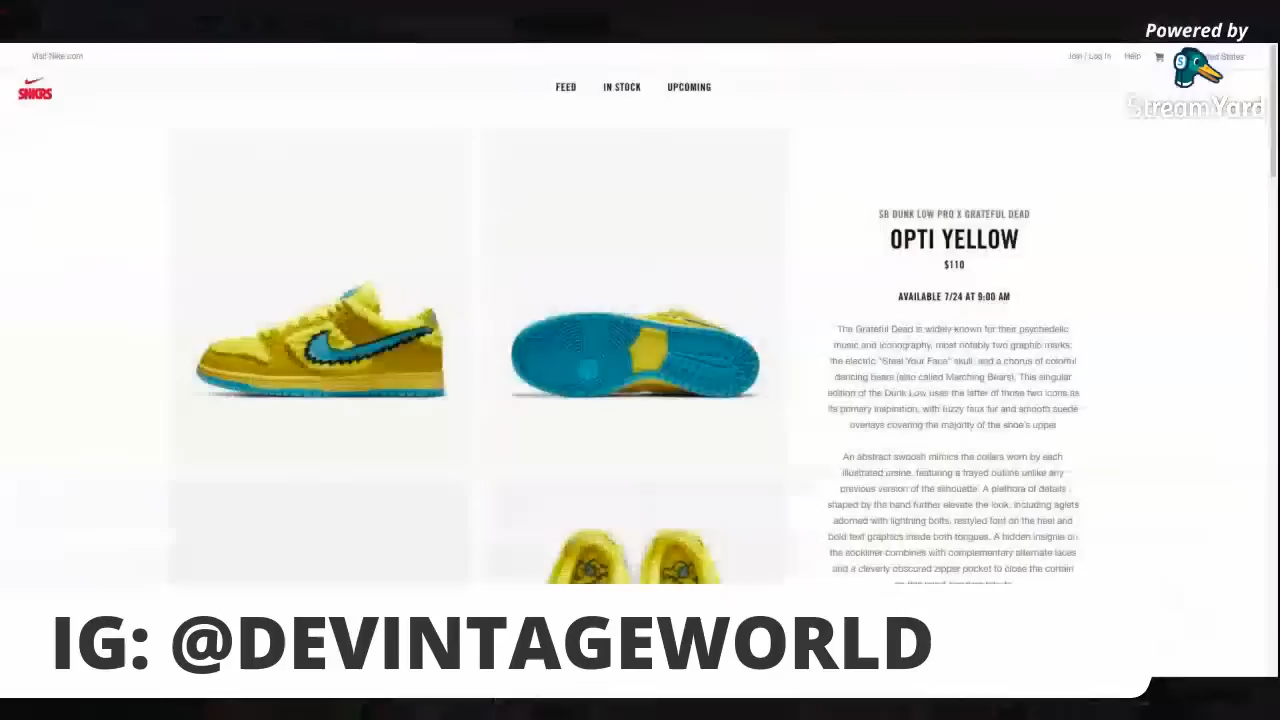 Powered by
StreamYard
Visit Nike.com
Join / Log In
Help
United States
SNKRS
FEED
IN STOCK
UPCOMING
SB DUNK LOW PRO X GRATEFUL DEAD
OPTI YELLOW
$110
AVAILABLE 7/24 AT 9:00 AM
The Grateful Dead is widely known for their psychedelic
music and iconography, most notably two graphic marks:
the electric "Steal Your Face" skull, and a chorus of colorful
dancing bears (also called Marching Bears). This singular
edition of the Dunk Low uses the latter of those two icons as
its primary inspiration, with fuzzy faux fur and smooth suede
overlays covering the majority of the shoe's upper
An abstract swoosh mimics the collars worn by each
illustrated ursine, featuring a frayed outline unlike any
previous version of the silhouette. A plethora of details
shaped by the band further elevate the look, including aglets
adorned with lightning bolts, restyled font on the heel and
bold text graphics inside both tongues. A hidden insignia on
the sockliner combines with complementary alternate laces
and a cleverly obscured zipper pocket to close the curtain
IG: @DEVINTAGEWORLD